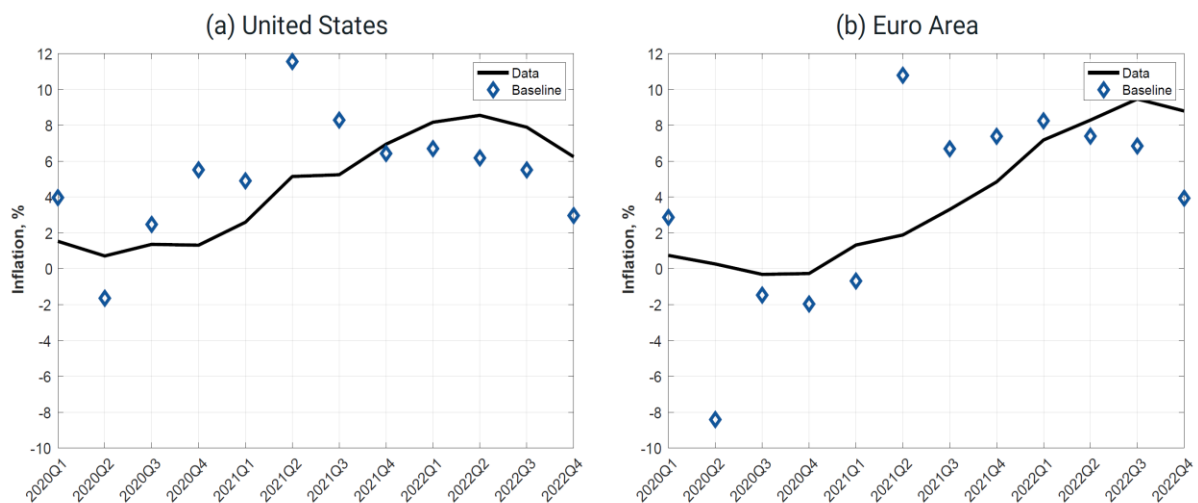 (a) United States
12
10
8
6
4
2
0
-2
-4
-6
-8
-10
Inflation, %
Data
Baseline
2020Q1
2020Q2
2020Q3
2020Q4
2021Q1
2021Q2
2021Q3
2021Q4
2022Q1
2022Q2
2022Q3
2022Q4
(b) Euro Area
12
10
8
6
4
2
0
-2
-4
-6
-8
-10
Inflation, %
Data
Baseline
2020Q1
2020Q2
2020Q3
2020Q4
2021Q1
2021Q2
2021Q3
2021Q4
2022Q1
2022Q2
2022Q3
2022Q4